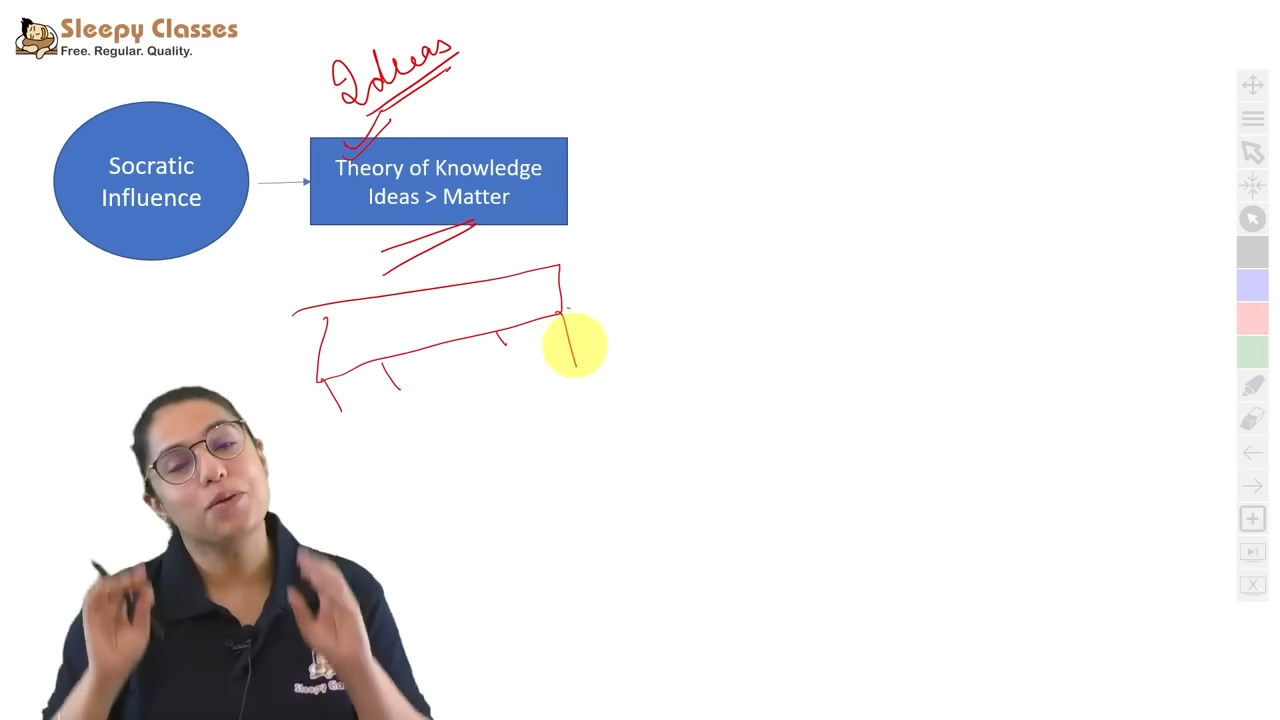 Sleepy Classes
Free. Regular. Quality.
Ideas
Socratic
Influence
Theory of Knowledge
Ideas > Matter